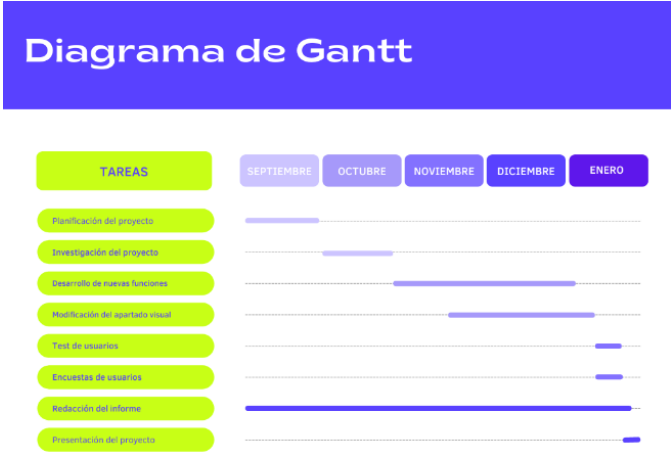 Diagrama de Gantt
TAREAS SEPTIEMBRE OCTUBRE NOVIEMBRE DICIEMBRE ENERO
Planificación del proyecto
Investigación del proyecto
Desarrollo de nuevas funciones
Modificación del apartado visual
Test de usuarios
Encuestas de usuarios
Redacción del informe
Presentación del proyecto